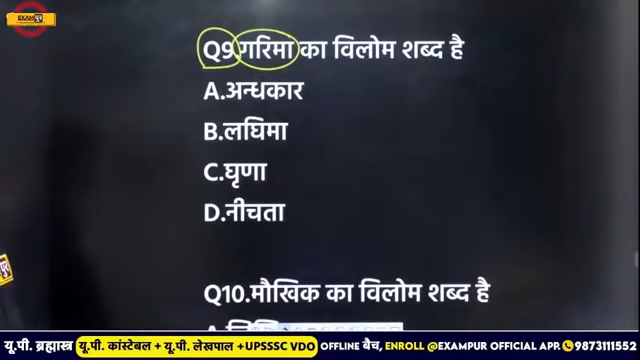 EXAMपुर
Q9.गरिमा का विलोम शब्द है
A.अन्धकार
B.लघिमा
C.घृणा
D.नीचता
Q10.मौखिक का विलोम शब्द है
यू.पी. ब्रह्मास्त्र यू.पी. कांस्टेबल + यू.पी. लेखपाल +UPSSSC VDO OFFLINE बैच, ENROLL @EXAMPUR OFFICIAL APP. 9873111552